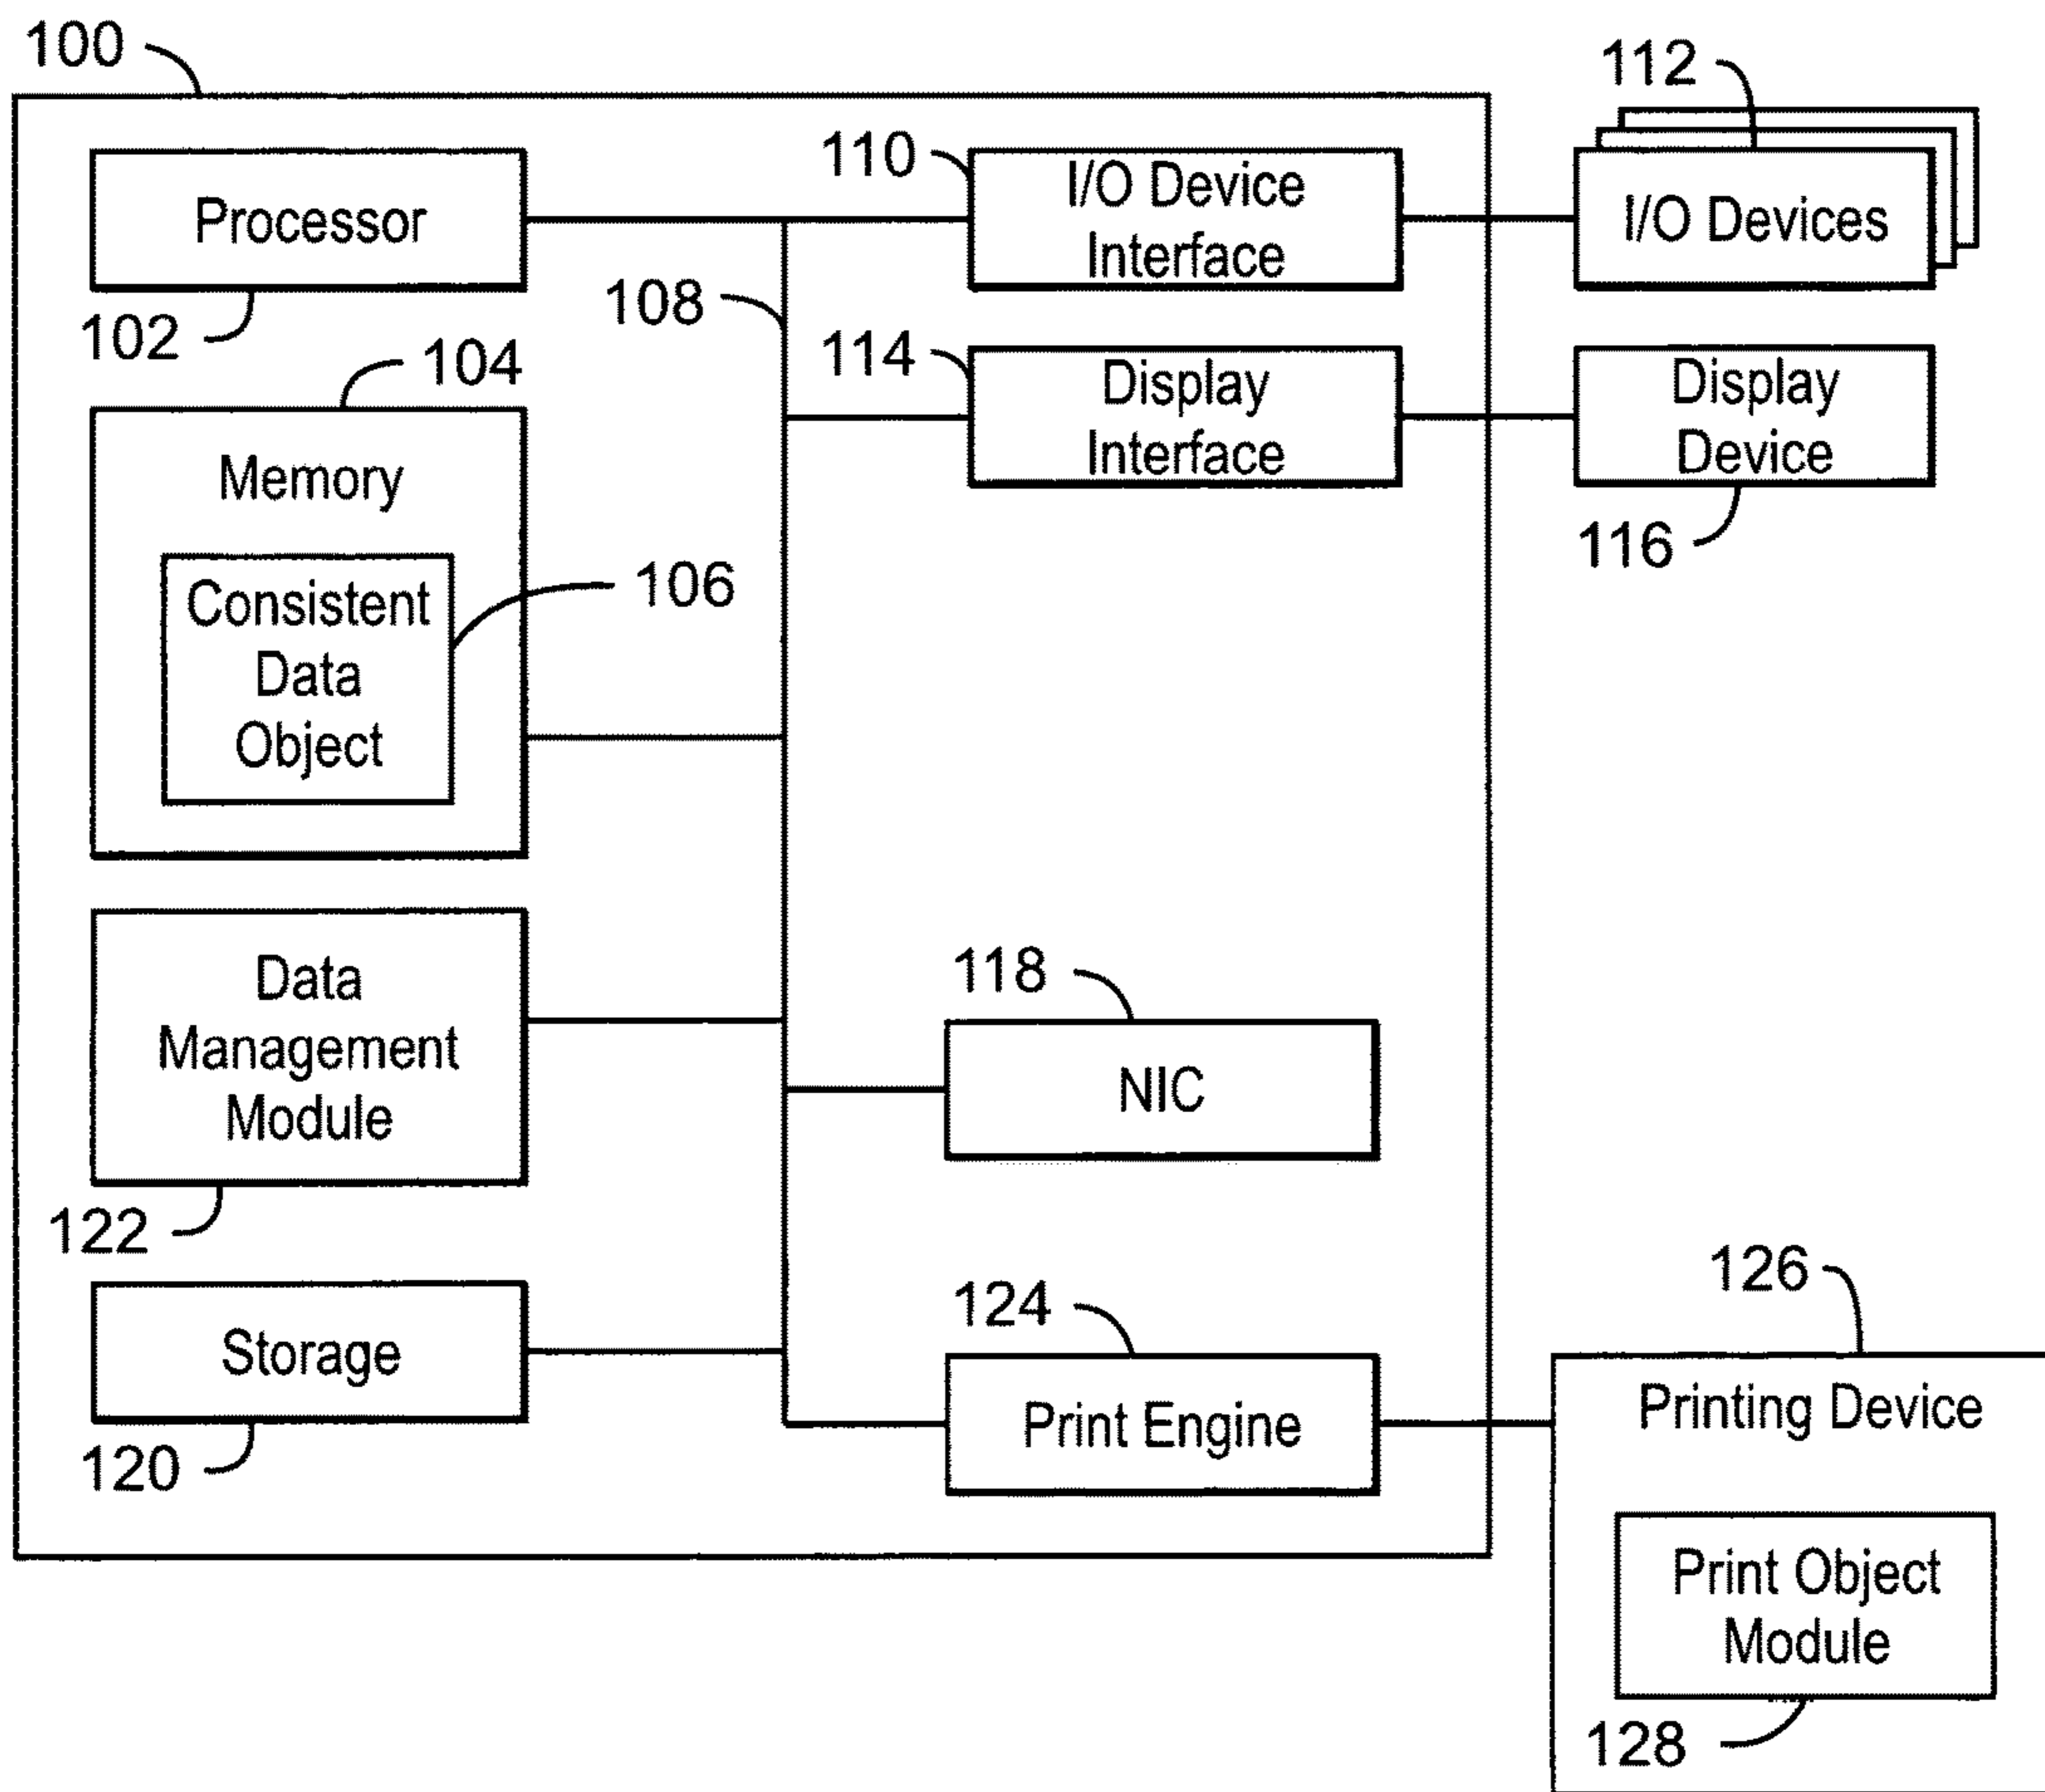 100
112
110
Processor
I/O Device
Interface
I/O Devices
102
108
104
114
Display
Interface
Display
Device
Memory
116
Consistent
Data
Object
106
Data
Management
Module
118
NIC
122
124
126
Storage
Print Engine
Printing Device
120
Print Object
Module
128